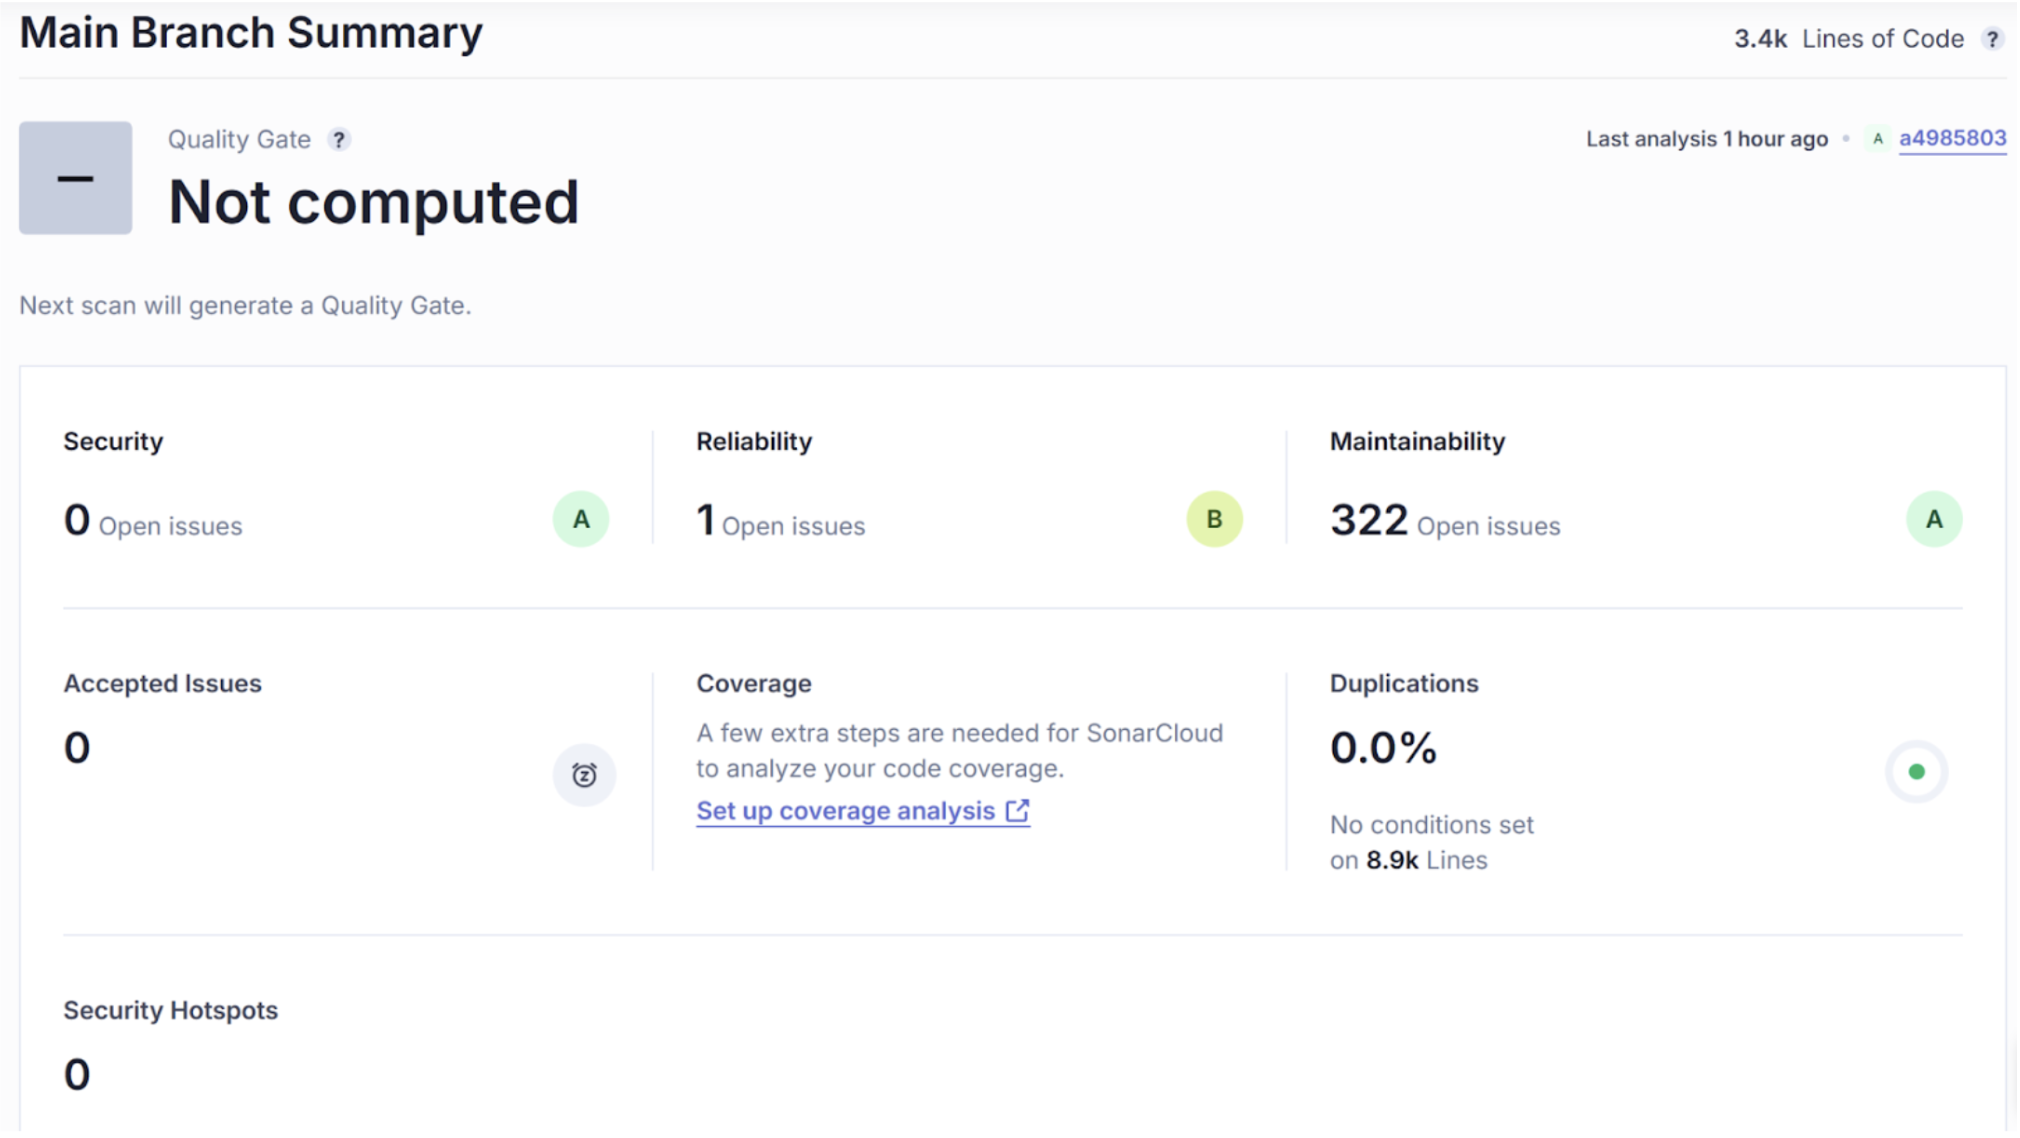 Main Branch Summary
3.4k Lines of Code ?
Quality Gate ?
Not computed
Last analysis 1 hour ago • A a4985803
Next scan will generate a Quality Gate.
Security
0 Open issues
A
Reliability
1 Open issues
B
Maintainability
322 Open issues
A
Accepted Issues
0
Coverage
A few extra steps are needed for SonarCloud
to analyze your code coverage.
Set up coverage analysis
Duplications
0.0%
No conditions set
on 8.9k Lines
Security Hotspots
0